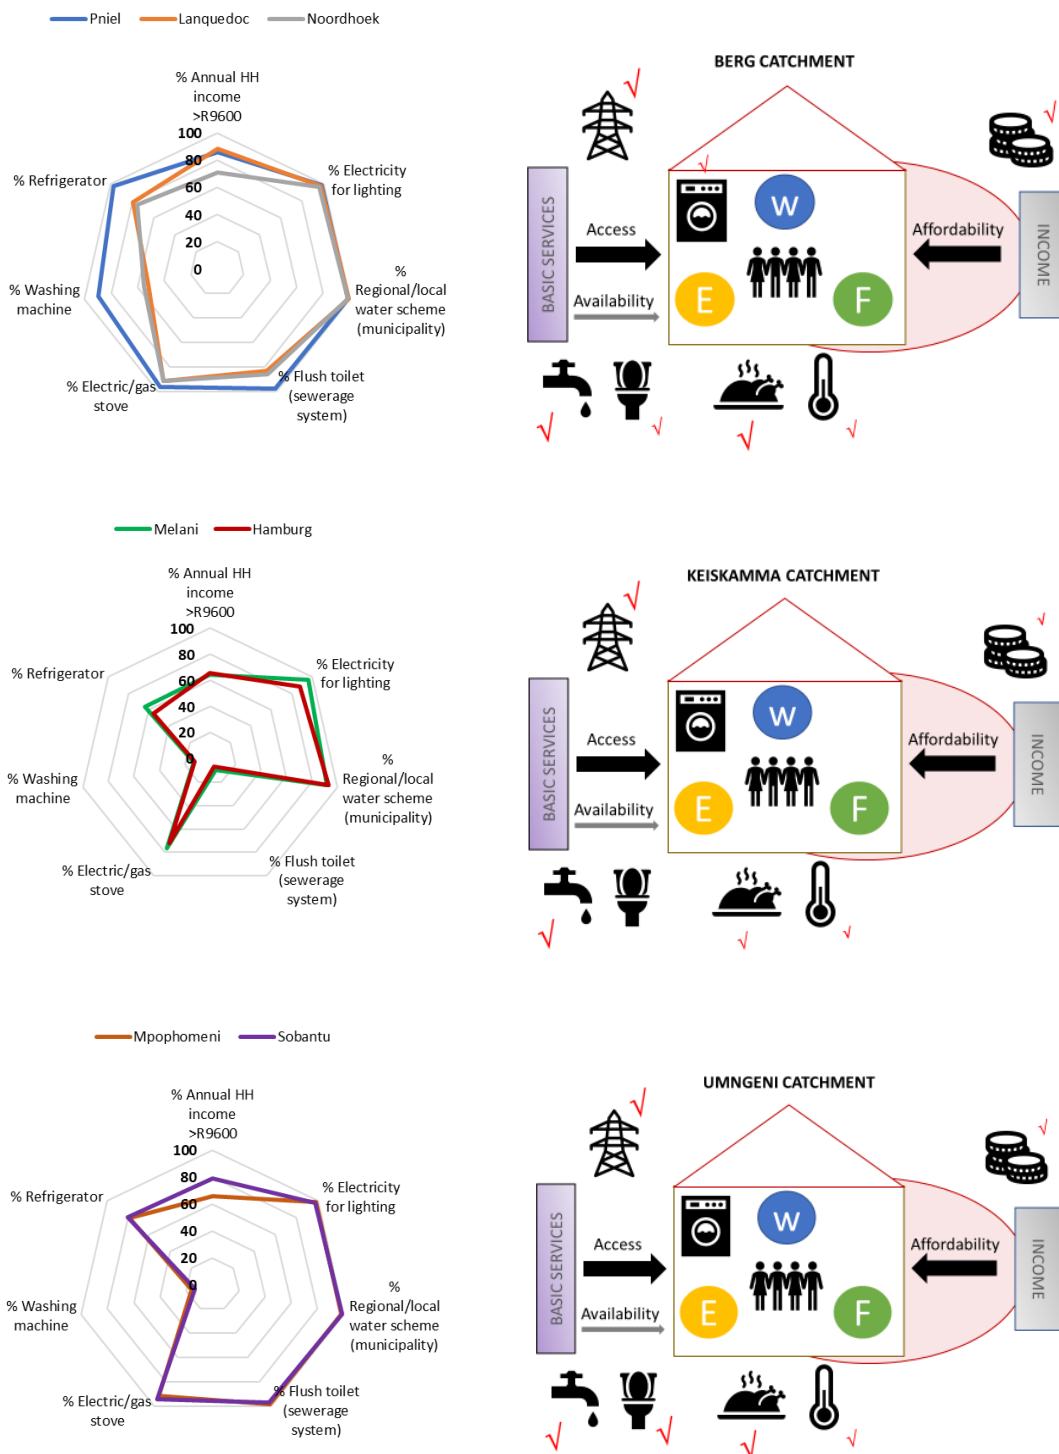 Pniel Lanquedoc Noordhoek
% Annual HH
income
>R9600
100
80
60
40
20
0
% Electricity
for lighting
%
Regional/local
water scheme
(municipality)
% Flush toilet
(sewerage
system)
% Electric/gas
stove
% Washing
machine
% Refrigerator
BERG CATCHMENT
BASIC SERVICES
Access
Availability
W
E
F
Affordability
INCOME
Melani Hamburg
% Annual HH
income
>R9600
100
80
60
40
20
0
% Electricity
for lighting
%
Regional/local
water scheme
(municipality)
% Flush toilet
(sewerage
system)
% Electric/gas
stove
% Washing
machine
% Refrigerator
KEISKAMMA CATCHMENT
BASIC SERVICES
Access
Availability
W
E
F
Affordability
INCOME
Mpophomeni Sobantu
% Annual HH
income
>R9600
100
80
60
40
20
0
% Electricity
for lighting
%
Regional/local
water scheme
(municipality)
% Flush toilet
(sewerage
system)
% Electric/gas
stove
% Washing
machine
% Refrigerator
UMNGENI CATCHMENT
BASIC SERVICES
Access
Availability
W
E
F
Affordability
INCOME